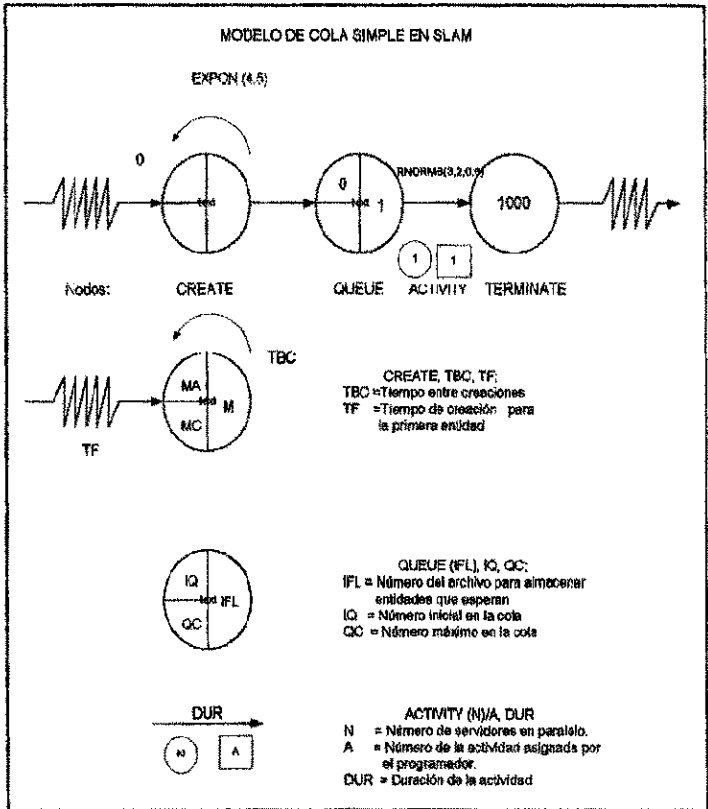 MODELO DE COLA SIMPLE EN SLAM
EXPON (4,5)
0
0
1
RNORMB(3,2,0,9)
1000
1
1
Nodos:
CREATE
QUEUE
ACTIVITY
TERMINATE
TBC
MA
M
MC
TF
CREATE, TBC, TF;
TBC =Tiempo entre creaciones
TF =Tiempo de creación para
la primera entidad
IQ
IFL
QC
QUEUE (IFL), IQ, QC;
IFL = Número del archivo para almacener
entidades que esperan
IQ = Número inicial en la cola
QC = Número máximo en la cola
DUR
N
A
ACTIVITY (N)/A, DUR
N = Número de servidores en paralelo.
A = Número de la actividad asignada por
el programador.
DUR = Duración de la actividad